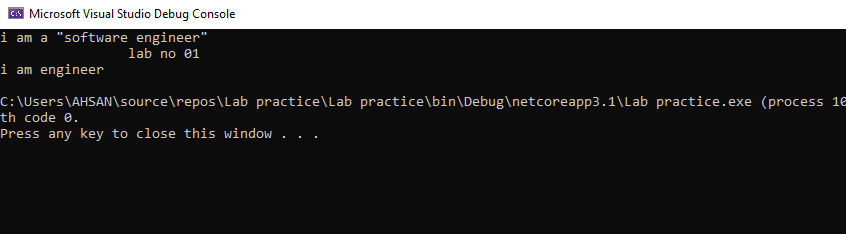 Microsoft Visual Studio Debug Console
i am a "software engineer"
lab no 01
i am engineer
C:\Users\AHSAN\source\repos\Lab practice\Lab practice\bin\Debug\netcoreapp3.1\Lab practice.exe (process 10
th code 0.
Press any key to close this window . . .